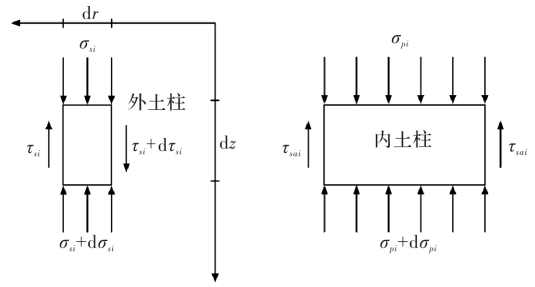 dr
σsi
外土柱
τsi
τsi+dτsi
dz
σsi+dσsi
σpi
内土柱
τsai
τsai
σpi+dσpi